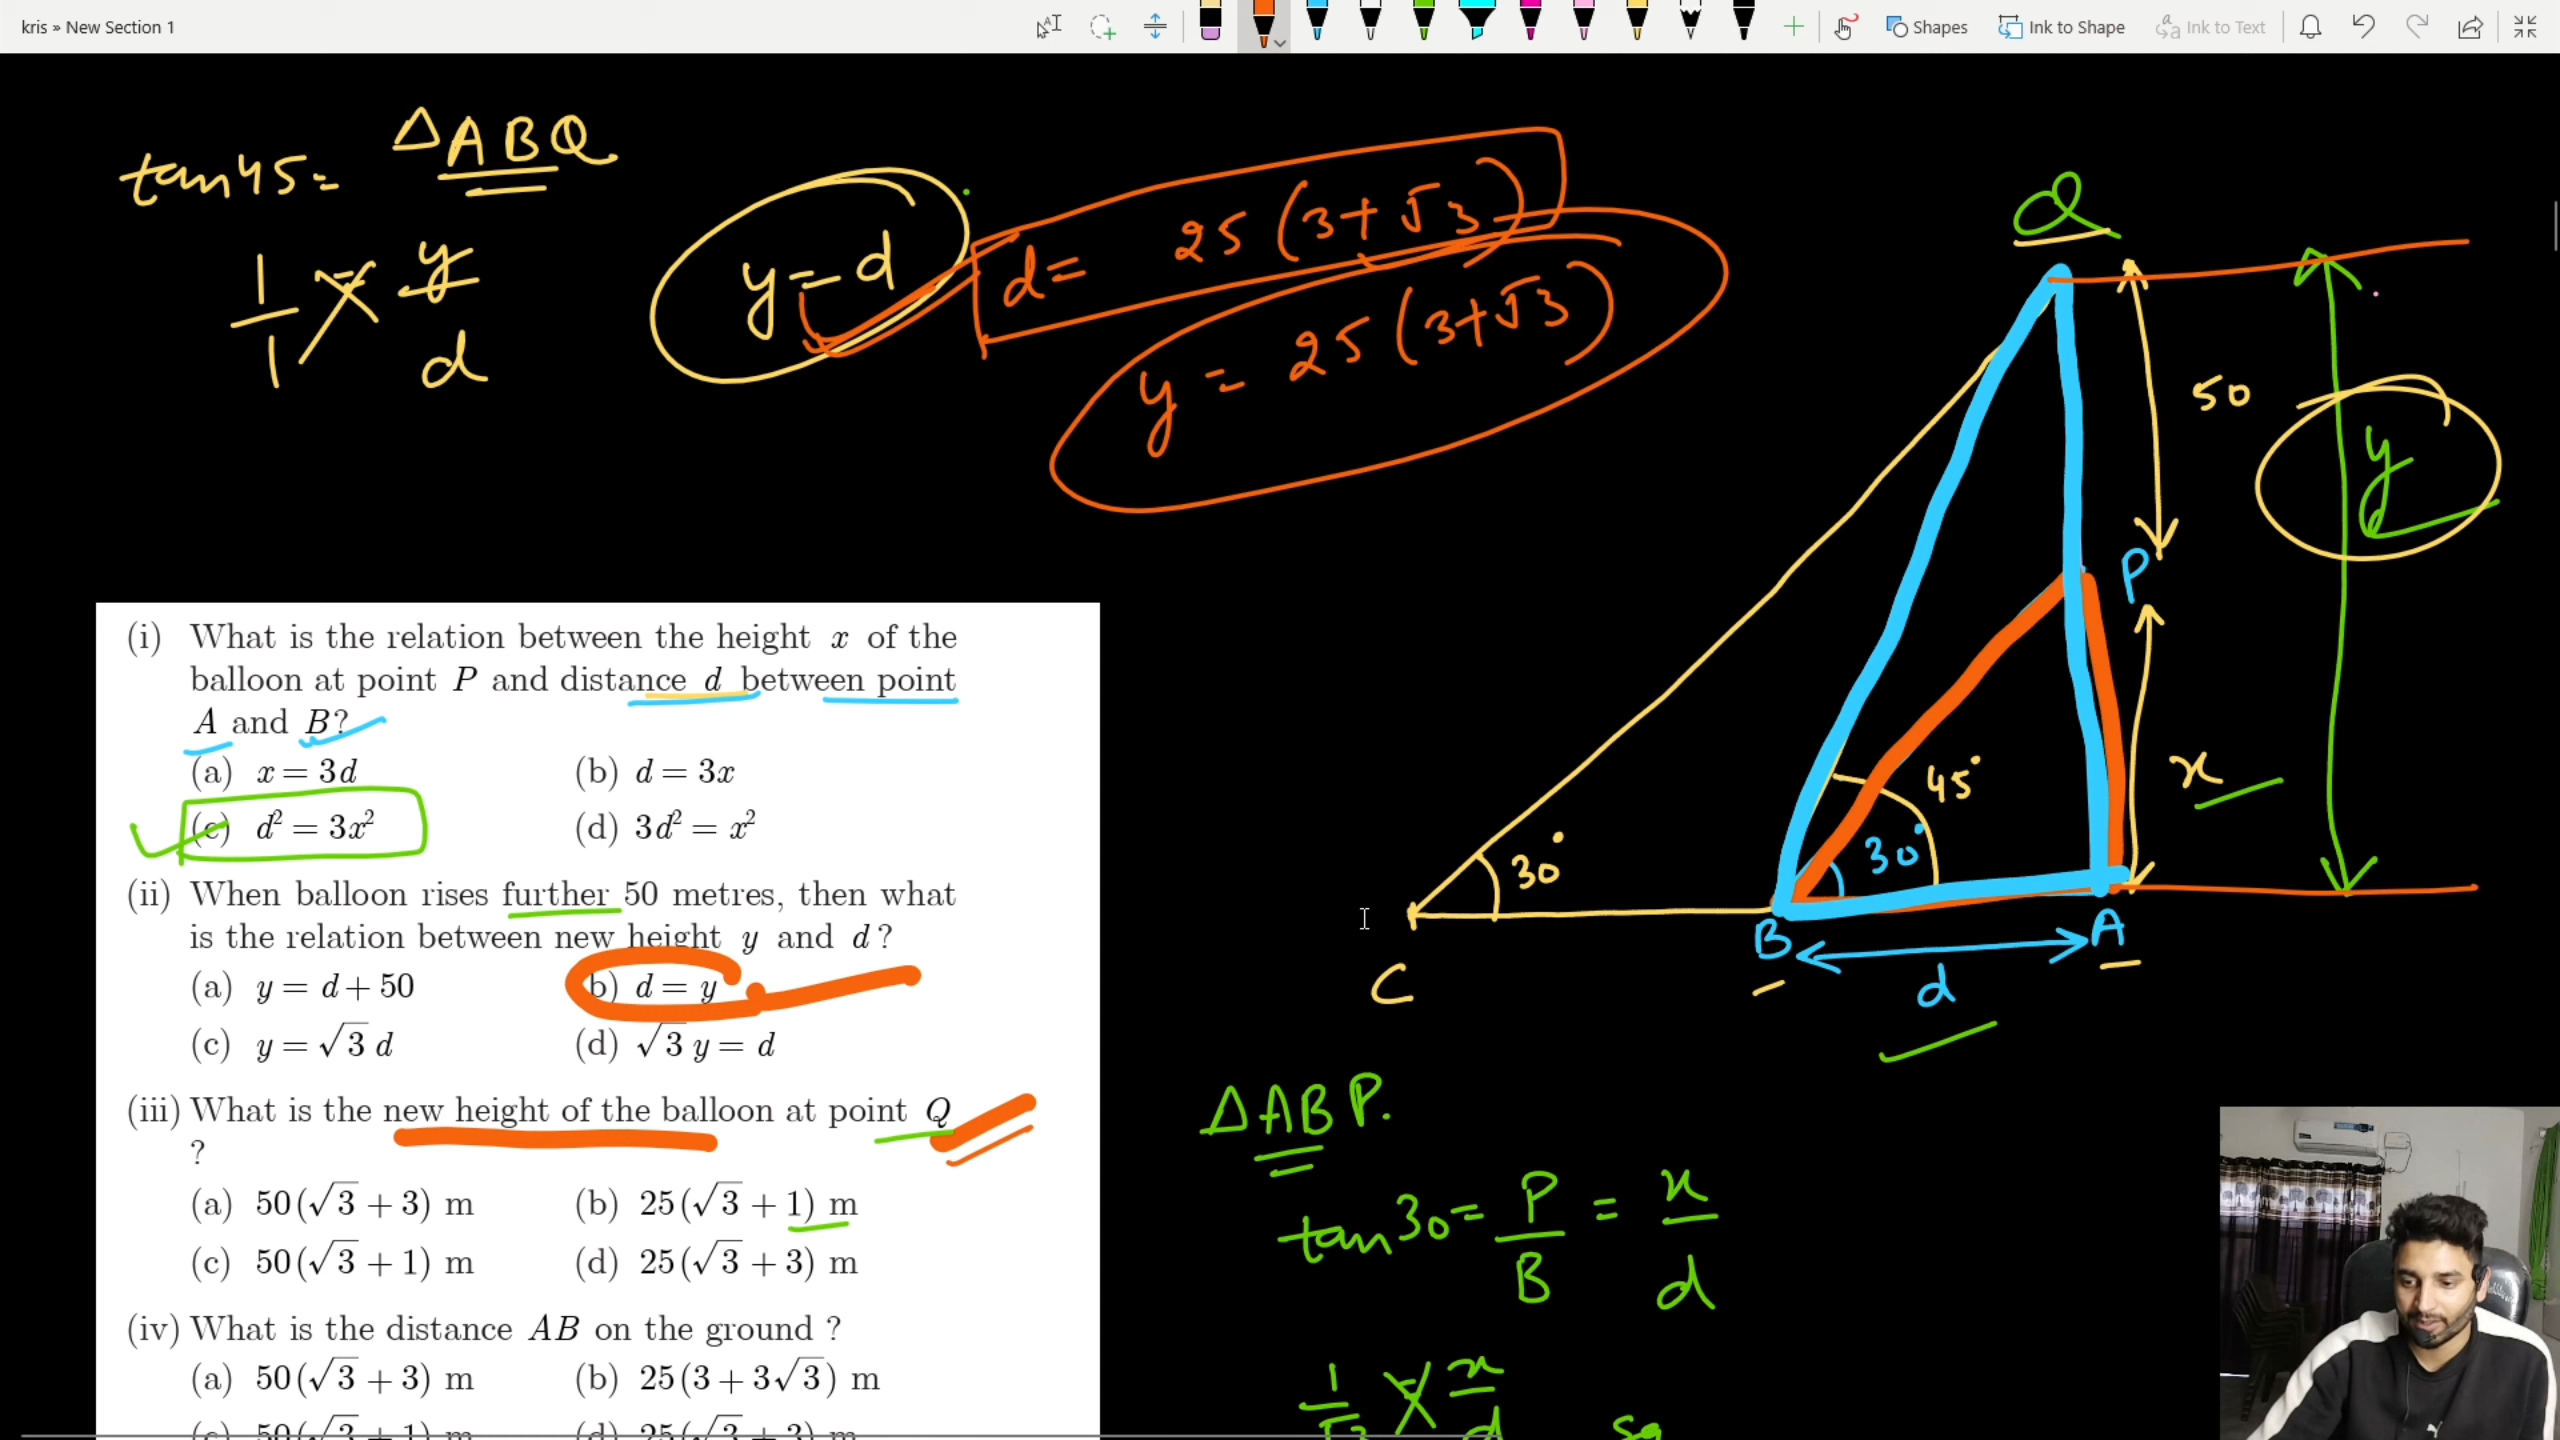 kris » New Section 1
Shapes
Ink to Shape
Ink to Text
△ABQ
tan45=
1/1 = y/d
y=d
d= 25(3+√3)
y = 25(3+√3)
Q
50
y
P
x
45°
30°
30°
C
B
A
d
(i) What is the relation between the height x of the
balloon at point P and distance d between point
A and B?
(a) x = 3d (b) d = 3x
(c) d² = 3x² (d) 3d² = x²
(ii) When balloon rises further 50 metres, then what
is the relation between new height y and d?
(a) y = d + 50 (b) d = y
(c) y = √3 d (d) √3 y = d
(iii) What is the new height of the balloon at point Q
?
(a) 50(√3 + 3) m (b) 25(√3 + 1) m
(c) 50(√3 + 1) m (d) 25(√3 + 3) m
(iv) What is the distance AB on the ground ?
(a) 50(√3 + 3) m (b) 25(3 + 3√3) m
△ABP.
tan30 = P/B = x/d